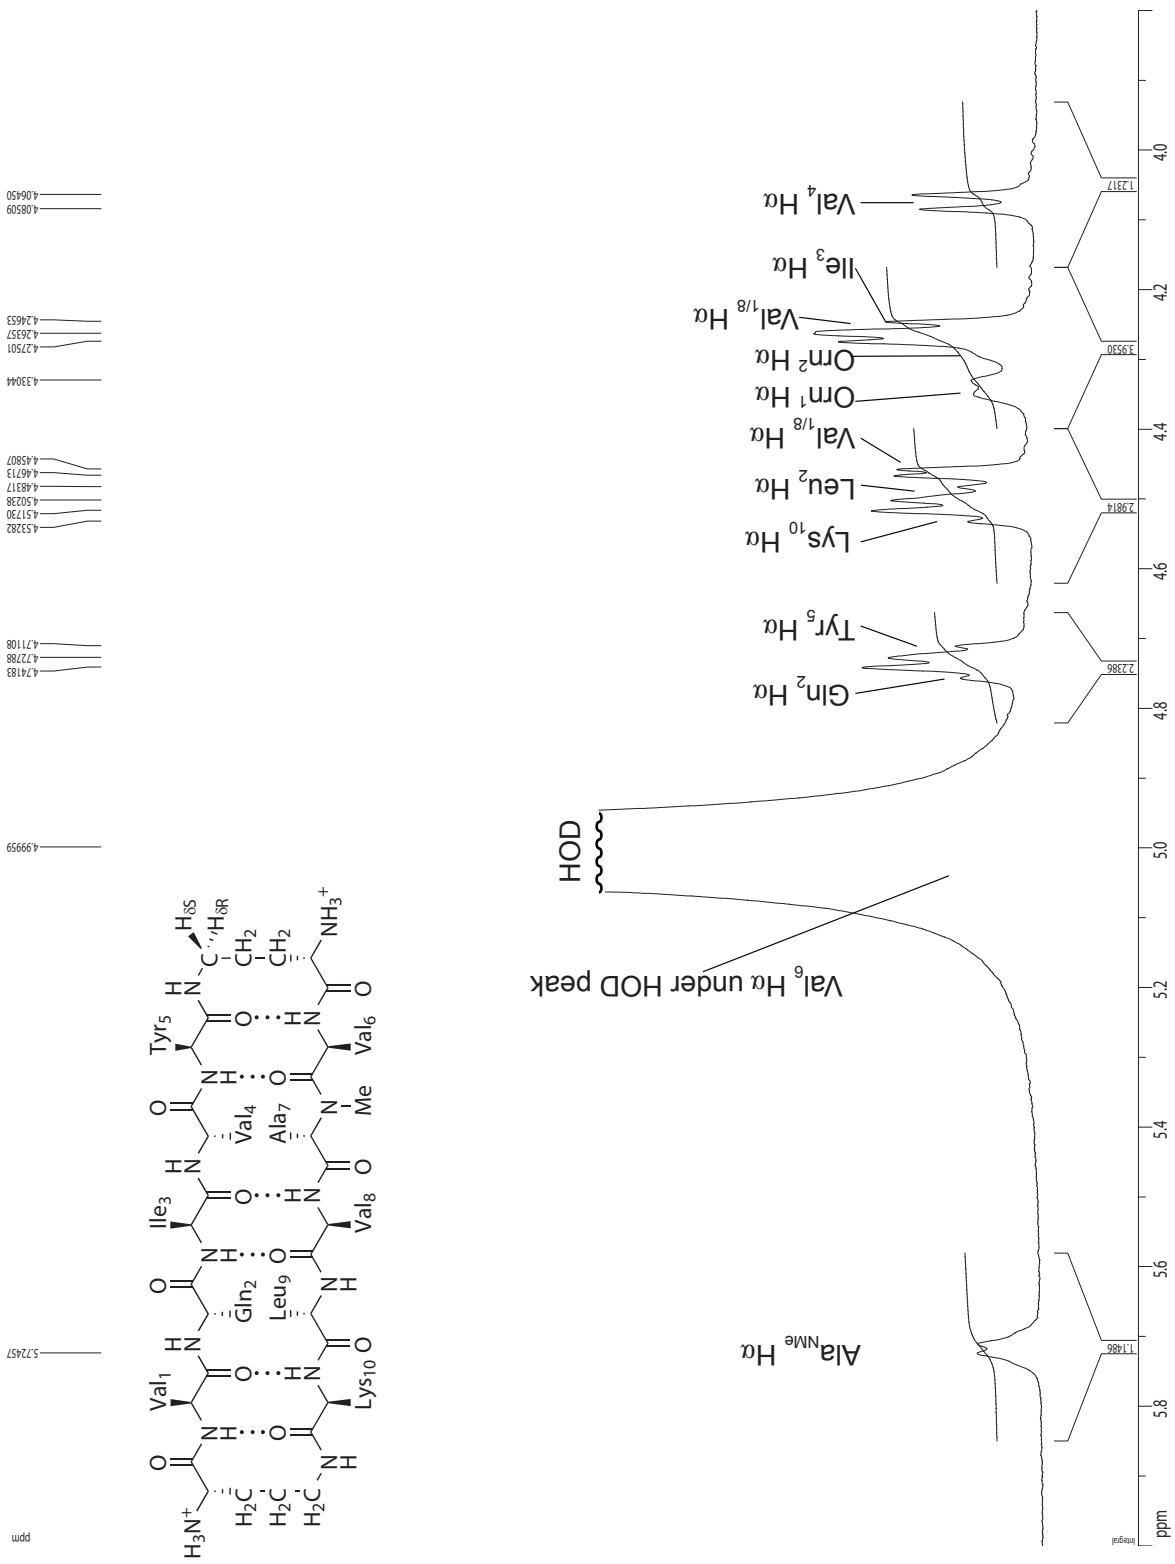 ppm
5.72457
4.99959
4.74183
4.72788
4.71108
4.53282
4.51730
4.50238
4.48317
4.46713
4.45807
4.33044
4.27501
4.26357
4.24653
4.08509
4.06450
H₃N⁺
O
Val₁
H
N
O
Ile₃
H
N
O
Tyr₅
H
N
H_δS
C
H_δR
H₂C
H₂C
H₂C
N
H
O
Gln₂
N
H
O
Val₄
N
H
O
CH₂
CH₂
NH₃⁺
N
H
O
Leu₉
H
N
O
Ala₇
H
N
O
H
N
O
Lys₁₀
N
H
O
Val₈
N
Me
O
Val₆
Ala_NMe Hα
Val₆ Hα under HOD peak
HOD
Gln₂ Hα
Tyr₅ Hα
Lys₁₀ Hα
Leu₂ Hα
Val₁/₈ Hα
Orn¹ Hα
Orn² Hα
Val₁/₈ Hα
Ile₃ Hα
Val₄ Hα
Integral
1.1486
2.2386
2.9814
3.9530
1.2317
ppm
5.8
5.6
5.4
5.2
5.0
4.8
4.6
4.4
4.2
4.0